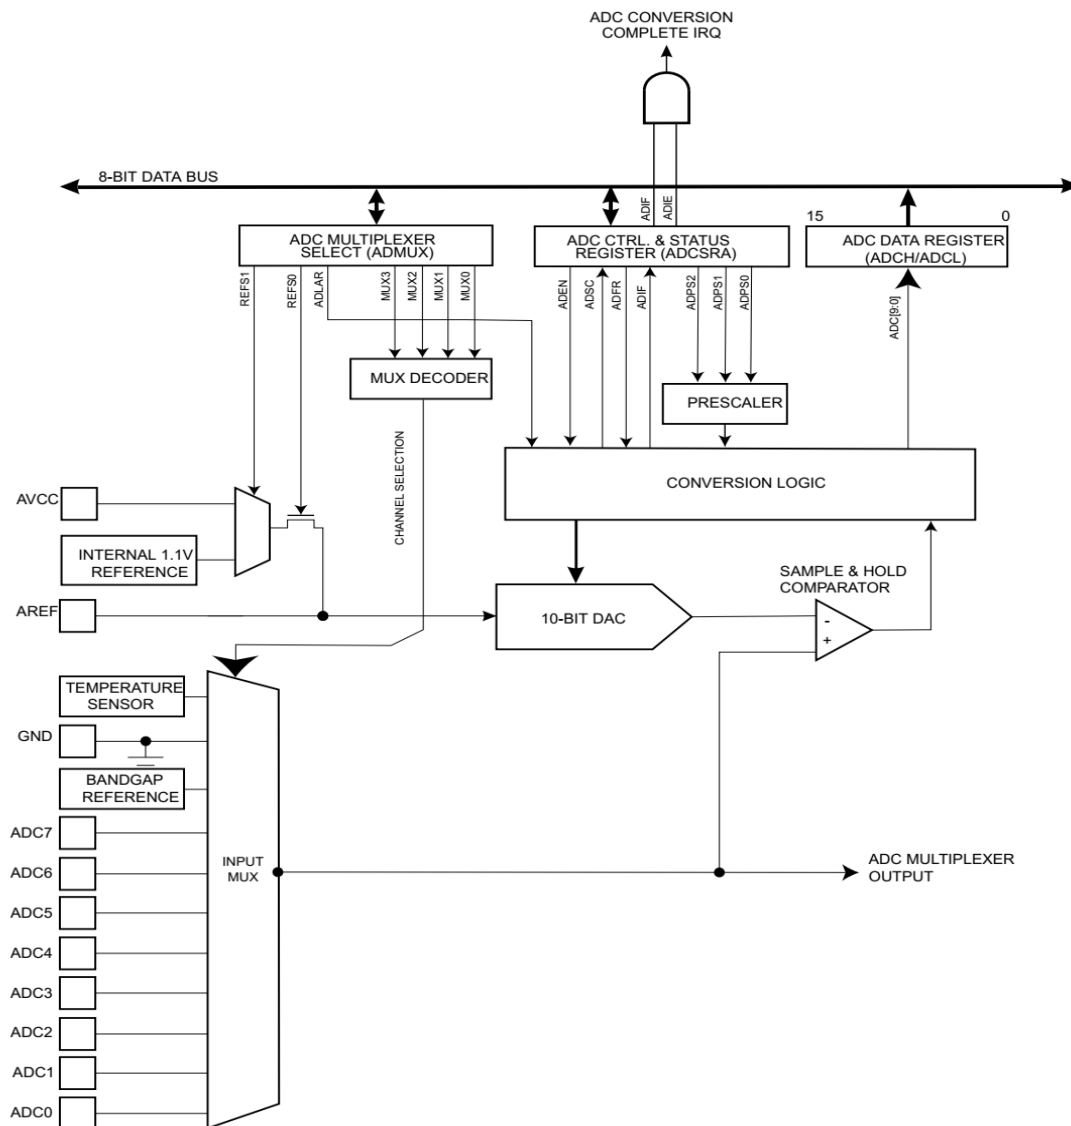 ADC CONVERSION
COMPLETE IRQ
8-BIT DATA BUS
ADIF
ADIE
15
0
ADC MULTIPLEXER
SELECT (ADMUX)
ADC CTRL. & STATUS
REGISTER (ADCSRA)
ADC DATA REGISTER
(ADCH/ADCL)
REFS1
REFS0
ADLAR
MUX3
MUX2
MUX1
MUX0
ADEN
ADSC
ADFR
ADIF
ADPS2
ADPS1
ADPS0
ADC[9:0]
MUX DECODER
PRESCALER
CHANNEL SELECTION
CONVERSION LOGIC
AVCC
INTERNAL 1.1V
REFERENCE
SAMPLE & HOLD
COMPARATOR
AREF
10-BIT DAC
-
+
TEMPERATURE
SENSOR
GND
BANDGAP
REFERENCE
ADC7
ADC6
ADC5
ADC4
ADC3
ADC2
ADC1
ADC0
INPUT
MUX
ADC MULTIPLEXER
OUTPUT